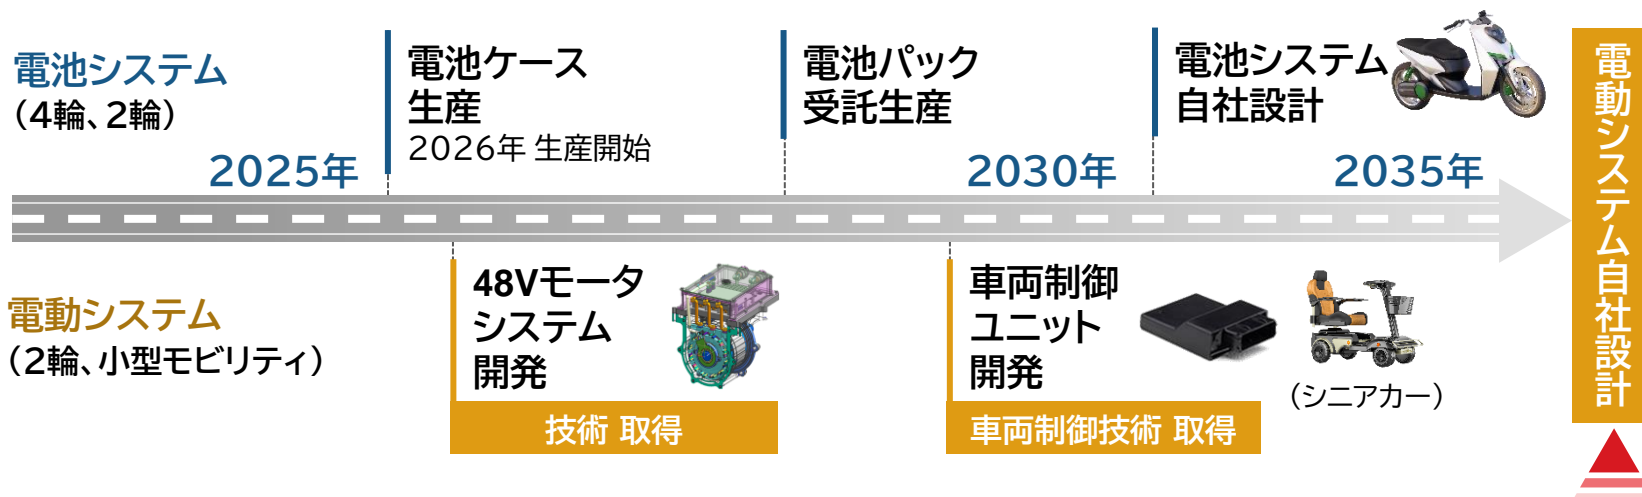 電池システム
（4輪、2輪）
電池ケース
生産
2026年 生産開始
電池パック
受託生産
電池システム
自社設計
2025年
2030年
2035年
電動システム
（2輪、小型モビリティ）
48Vモータ
システム
開発
技術 取得
車両制御
ユニット
開発
車両制御技術 取得
（シニアカー）
電動システム自社設計